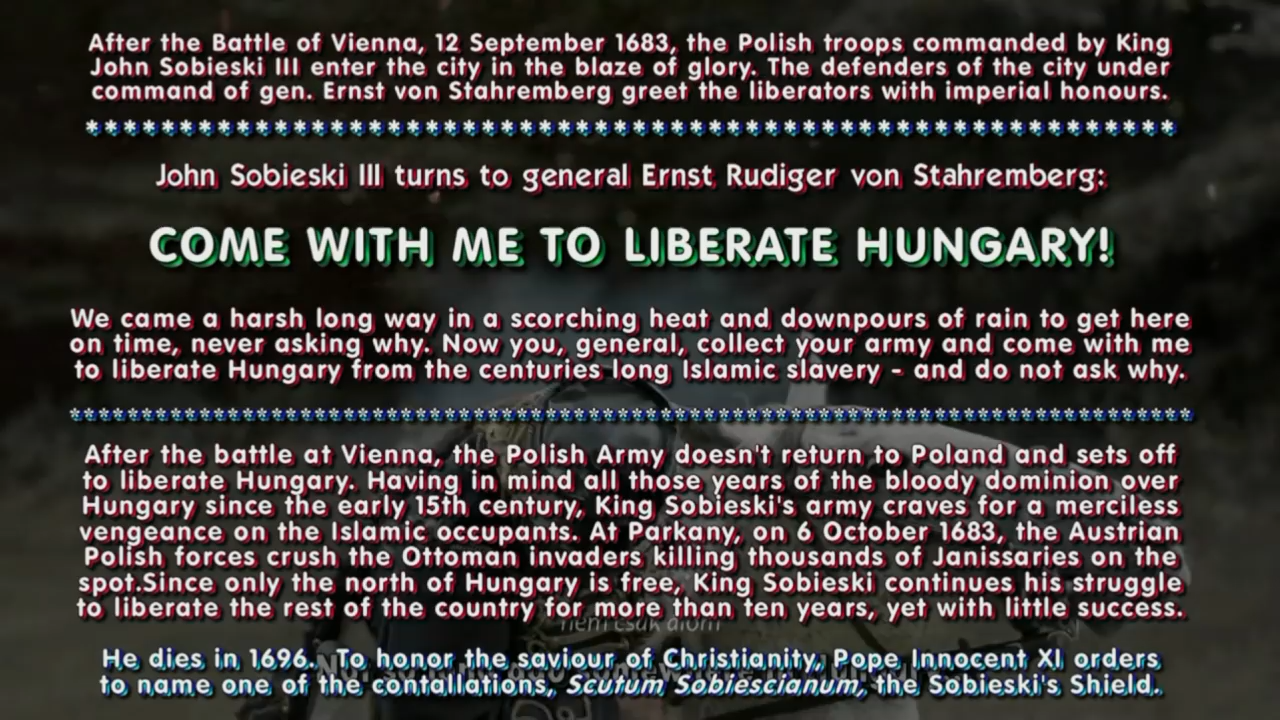 After the Battle of Vienna, 12 September 1683, the Polish troops commanded by King
John Sobieski III enter the city in the blaze of glory. The defenders of the city under
command of gen. Ernst von Stahremberg greet the liberators with imperial honours.
************************************************************
John Sobieski III turns to general Ernst Rudiger von Stahremberg:
COME WITH ME TO LIBERATE HUNGARY!
We came a harsh long way in a scorching heat and downpours of rain to get here
on time, never asking why. Now you, general, collect your army and come with me
to liberate Hungary from the centuries long Islamic slavery - and do not ask why.
************************************************************
After the battle at Vienna, the Polish Army doesn't return to Poland and sets off
to liberate Hungary. Having in mind all those years of the bloody dominion over
Hungary since the early 15th century, King Sobieski's army craves for a merciless
vengeance on the Islamic occupants. At Parkany, on 6 October 1683, the Austrian
Polish forces crush the Ottoman invaders killing thousands of Janissaries on the
spot.Since only the north of Hungary is free, King Sobieski continues his struggle
to liberate the rest of the country for more than ten years, yet with little success.
nem csak álom
He dies in 1696. To honor the saviour of Christianity, Pope Innocent XI orders
to name one of the contallations, Scutum Sobiescianum, the Sobieski's Shield.